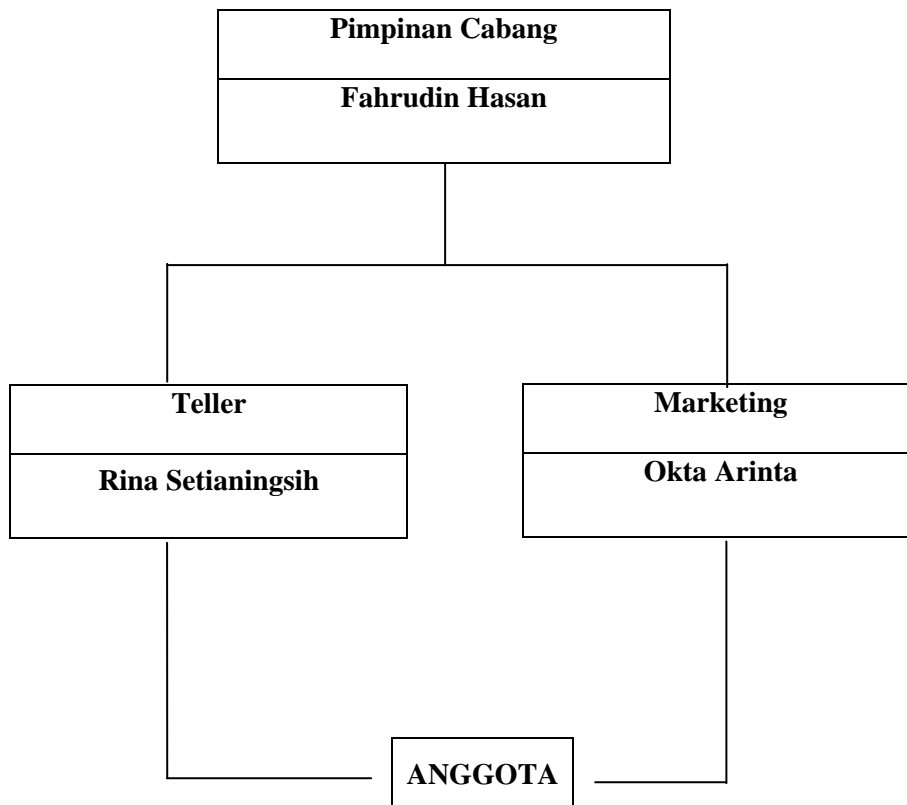 Pimpinan Cabang
Fahrudin Hasan
Teller
Rina Setianingsih
Marketing
Okta Arinta
ANGGOTA